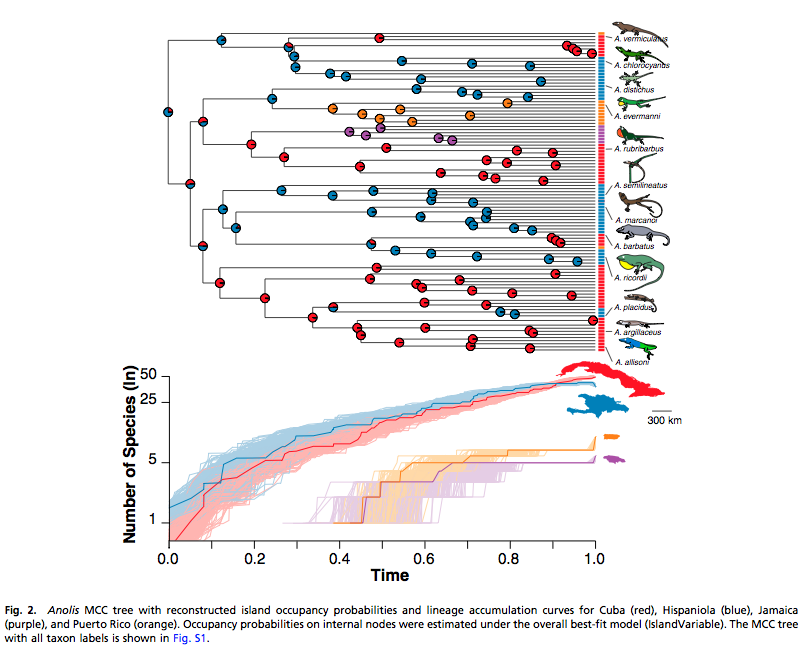 A. vermiculatus
A. chlorocyanus
A. distichus
A. evermanni
A. rubribarbus
A. semilineatus
A. marcanoi
A. barbatus
A. ricordii
A. placidus
A. argillaceus
A. allisoni
Number of Species (ln)
50
25
5
1
300 km
0.0 0.2 0.4 0.6 0.8 1.0
Time
Fig. 2. Anolis MCC tree with reconstructed island occupancy probabilities and lineage accumulation curves for Cuba (red), Hispaniola (blue), Jamaica
(purple), and Puerto Rico (orange). Occupancy probabilities on internal nodes were estimated under the overall best-fit model (IslandVariable). The MCC tree
with all taxon labels is shown in Fig. S1.